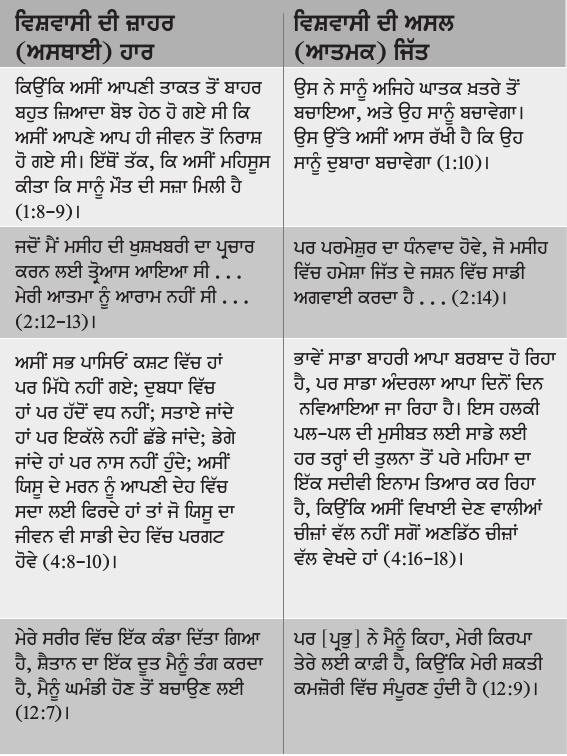 ਵਿਸ਼ਵਾਸੀ ਦੀ ਜ਼ਾਹਰ
(ਅਸਥਾਈ) ਹਾਰ
ਵਿਸ਼ਵਾਸੀ ਦੀ ਅਸਲ
(ਆਤਮਕ) ਜਿੱਤ
ਕਿਉਂਕਿ ਅਸੀਂ ਆਪਣੀ ਤਾਕਤ ਤੋਂ ਬਾਹਰ
ਬਹੁਤ ਜ਼ਿਆਦਾ ਬੋਝ ਹੇਠ ਹੋ ਗਏ ਸੀ ਕਿ
ਅਸੀਂ ਆਪਣੇ ਆਪ ਹੀ ਜੀਵਨ ਤੋਂ ਨਿਰਾਸ਼
ਹੋ ਗਏ ਸੀ। ਇੱਥੋਂ ਤੱਕ, ਕਿ ਅਸੀਂ ਮਹਿਸੂਸ
ਕੀਤਾ ਕਿ ਸਾਨੂੰ ਮੌਤ ਦੀ ਸਜ਼ਾ ਮਿਲੀ ਹੈ
(1:8–9)।
ਉਸ ਨੇ ਸਾਨੂੰ ਅਜਿਹੇ ਘਾਤਕ ਖ਼ਤਰੇ ਤੋਂ
ਬਚਾਇਆ, ਅਤੇ ਉਹ ਸਾਨੂੰ ਬਚਾਵੇਗਾ।
ਉਸ ਉੱਤੇ ਅਸੀਂ ਆਸ ਰੱਖੀ ਹੈ ਕਿ ਉਹ
ਸਾਨੂੰ ਦੁਬਾਰਾ ਬਚਾਵੇਗਾ (1:10)।
ਜਦੋਂ ਮੈਂ ਮਸੀਹ ਦੀ ਖੁਸ਼ਖਬਰੀ ਦਾ ਪ੍ਰਚਾਰ
ਕਰਨ ਲਈ ਤ੍ਰੋਆਸ ਆਇਆ ਸੀ . . .
ਮੇਰੀ ਆਤਮਾ ਨੂੰ ਆਰਾਮ ਨਹੀਂ ਸੀ . . .
(2:12–13)।
ਪਰ ਪਰਮੇਸ਼ੁਰ ਦਾ ਧੰਨਵਾਦ ਹੋਵੇ, ਜੋ ਮਸੀਹ
ਵਿੱਚ ਹਮੇਸ਼ਾ ਜਿੱਤ ਦੇ ਜਸ਼ਨ ਵਿੱਚ ਸਾਡੀ
ਅਗਵਾਈ ਕਰਦਾ ਹੈ . . . (2:14)।
ਅਸੀਂ ਸਭ ਪਾਸਿਓਂ ਕਸ਼ਟ ਵਿੱਚ ਹਾਂ
ਪਰ ਮਿੱਧੇ ਨਹੀਂ ਗਏ; ਦੁਬਧਾ ਵਿੱਚ
ਹਾਂ ਪਰ ਹੱਦੋਂ ਵਧ ਨਹੀਂ; ਸਤਾਏ ਜਾਂਦੇ
ਹਾਂ ਪਰ ਇਕੱਲੇ ਨਹੀਂ ਛੱਡੇ ਜਾਂਦੇ; ਡੇਗੇ
ਜਾਂਦੇ ਹਾਂ ਪਰ ਨਾਸ ਨਹੀਂ ਹੁੰਦੇ; ਅਸੀਂ
ਯਿਸੂ ਦੇ ਮਰਨ ਨੂੰ ਆਪਣੀ ਦੇਹ ਵਿੱਚ
ਸਦਾ ਲਈ ਫਿਰਦੇ ਹਾਂ ਤਾਂ ਜੋ ਯਿਸੂ ਦਾ
ਜੀਵਨ ਵੀ ਸਾਡੀ ਦੇਹ ਵਿੱਚ ਪਰਗਟ
ਹੋਵੇ (4:8–10)।
ਭਾਵੇਂ ਸਾਡਾ ਬਾਹਰੀ ਆਪਾ ਬਰਬਾਦ ਹੋ ਰਿਹਾ
ਹੈ, ਪਰ ਸਾਡਾ ਅੰਦਰਲਾ ਆਪਾ ਦਿਨੋਂ ਦਿਨ
ਨਵਿਆਇਆ ਜਾ ਰਿਹਾ ਹੈ। ਇਸ ਹਲਕੀ
ਪਲ–ਪਲ ਦੀ ਮੁਸੀਬਤ ਲਈ ਸਾਡੇ ਲਈ
ਹਰ ਤਰ੍ਹਾਂ ਦੀ ਤੁਲਨਾ ਤੋਂ ਪਰੇ ਮਹਿਮਾ ਦਾ
ਇੱਕ ਸਦੀਵੀ ਇਨਾਮ ਤਿਆਰ ਕਰ ਰਿਹਾ
ਹੈ, ਕਿਉਂਕਿ ਅਸੀਂ ਵਿਖਾਈ ਦੇਣ ਵਾਲੀਆਂ
ਚੀਜ਼ਾਂ ਵੱਲ ਨਹੀਂ ਸਗੋਂ ਅਣਡਿੱਠ ਚੀਜ਼ਾਂ
ਵੱਲ ਵੇਖਦੇ ਹਾਂ (4:16–18)।
ਮੇਰੇ ਸਰੀਰ ਵਿੱਚ ਇੱਕ ਕੰਡਾ ਦਿੱਤਾ ਗਿਆ
ਹੈ, ਸ਼ੈਤਾਨ ਦਾ ਇੱਕ ਦੂਤ ਮੈਨੂੰ ਤੰਗ ਕਰਦਾ
ਹੈ, ਮੈਨੂੰ ਘਮੰਡੀ ਹੋਣ ਤੋਂ ਬਚਾਉਣ ਲਈ
(12:7)।
ਪਰ [ਪ੍ਰਭੁ] ਨੇ ਮੈਨੂੰ ਕਿਹਾ, ਮੇਰੀ ਕਿਰਪਾ
ਤੇਰੇ ਲਈ ਕਾਫ਼ੀ ਹੈ, ਕਿਉਂਕਿ ਮੇਰੀ ਸ਼ਕਤੀ
ਕਮਜ਼ੋਰੀ ਵਿੱਚ ਸੰਪੂਰਣ ਹੁੰਦੀ ਹੈ (12:9)।